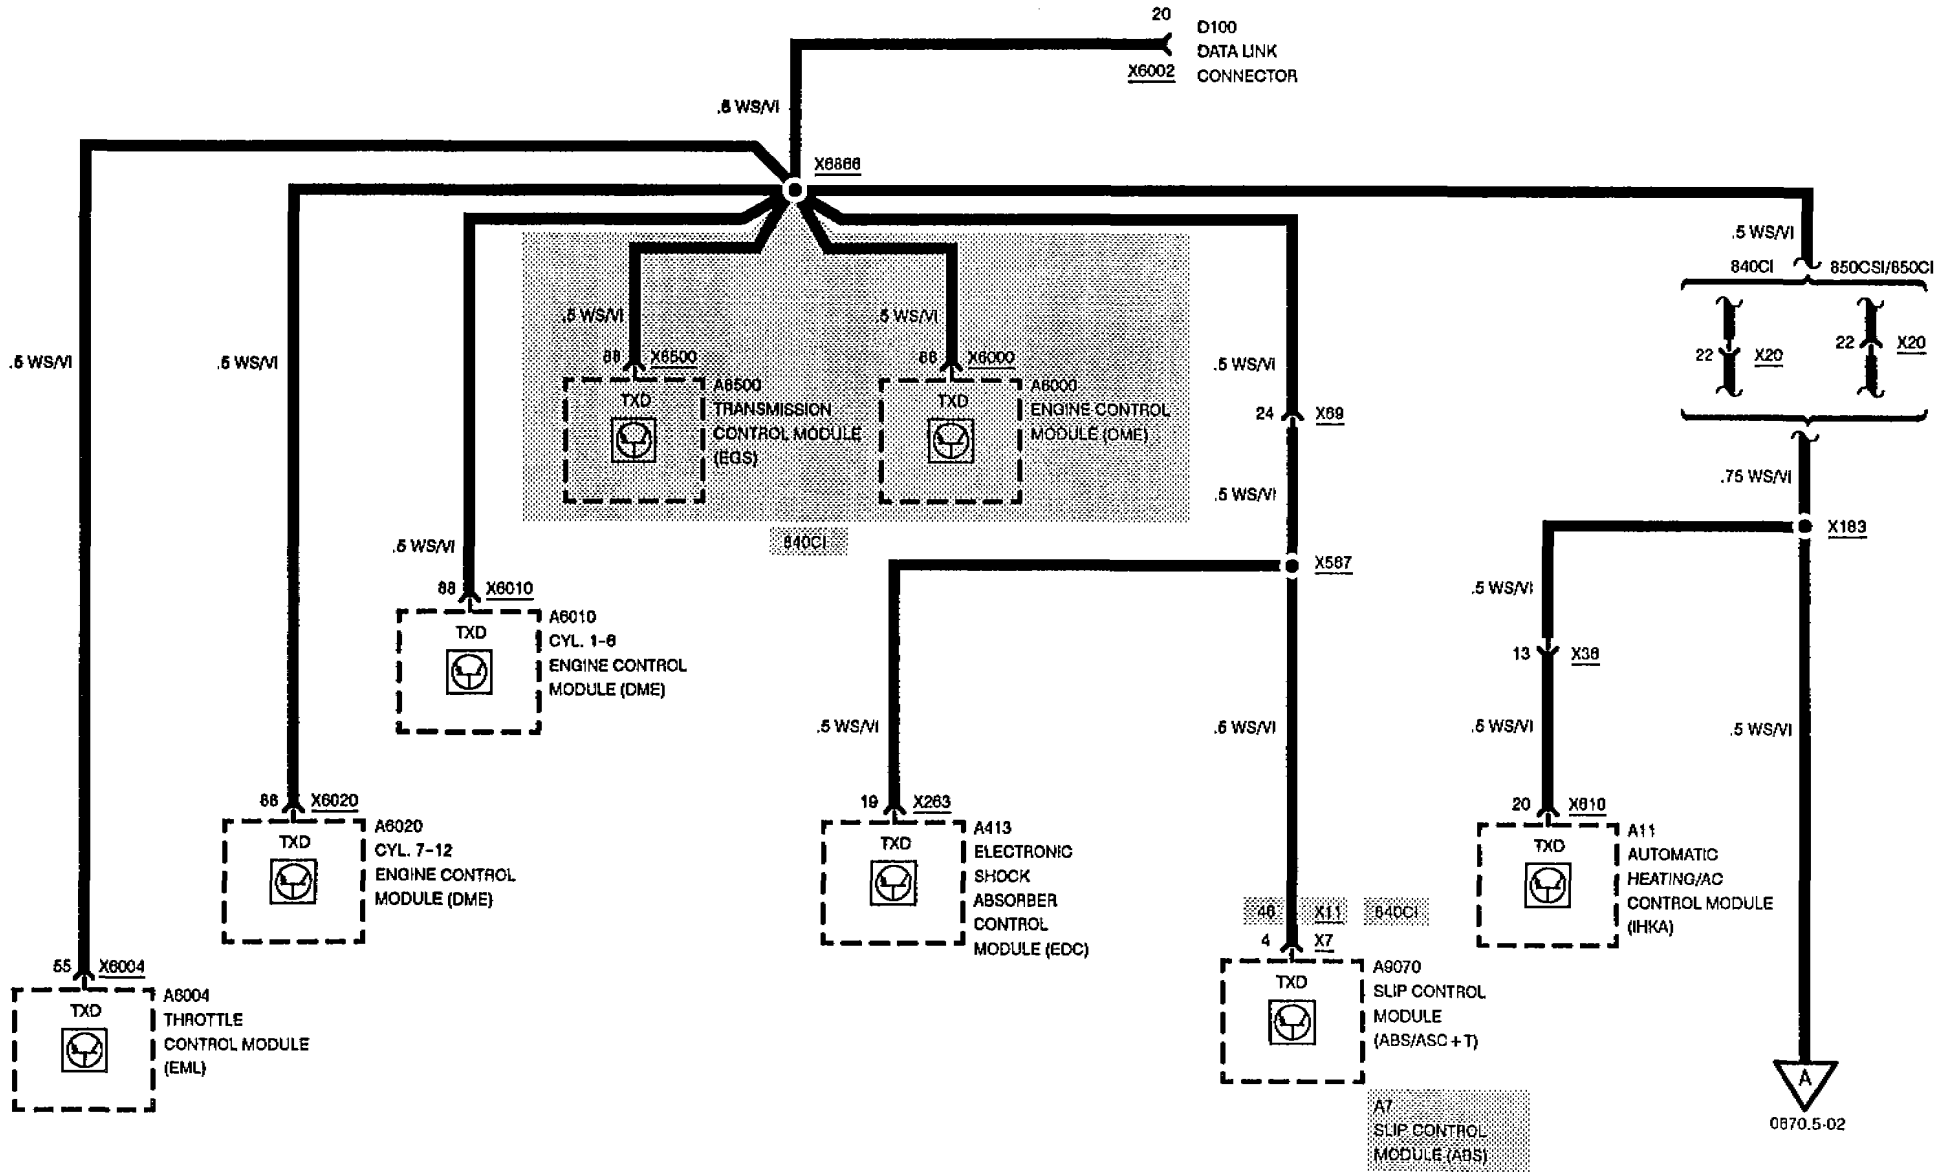 20
D100
DATA LINK
CONNECTOR
X6002
.5 WS/VI
X6866
.5 WS/VI
840CI
850CSI/850CI
22
X20
22
X20
.75 WS/VI
X183
.5 WS/VI
.5 WS/VI
.5 WS/VI
88
X6500
A6500
TRANSMISSION
CONTROL MODULE
(EGS)
TXD
.5 WS/VI
88
X6000
A6000
ENGINE CONTROL
MODULE (DME)
TXD
840CI
.5 WS/VI
24
X69
.5 WS/VI
X587
.5 WS/VI
88
X6010
TXD
A6010
CYL. 1-6
ENGINE CONTROL
MODULE (DME)
.5 WS/VI
13
X36
.5 WS/VI
.5 WS/VI
.5 WS/VI
.5 WS/VI
88
X6020
TXD
A6020
CYL. 7-12
ENGINE CONTROL
MODULE (DME)
19
X263
TXD
A413
ELECTRONIC
SHOCK
ABSORBER
CONTROL
MODULE (EDC)
20
X610
TXD
A11
AUTOMATIC
HEATING/AC
CONTROL MODULE
(IHKA)
46
X11
840CI
4
X7
TXD
A9070
SLIP CONTROL
MODULE
(ABS/ASC+T)
55
X6004
TXD
A6004
THROTTLE
CONTROL MODULE
(EML)
A
0670.5-02
A7
SLIP CONTROL
MODULE (ABS)